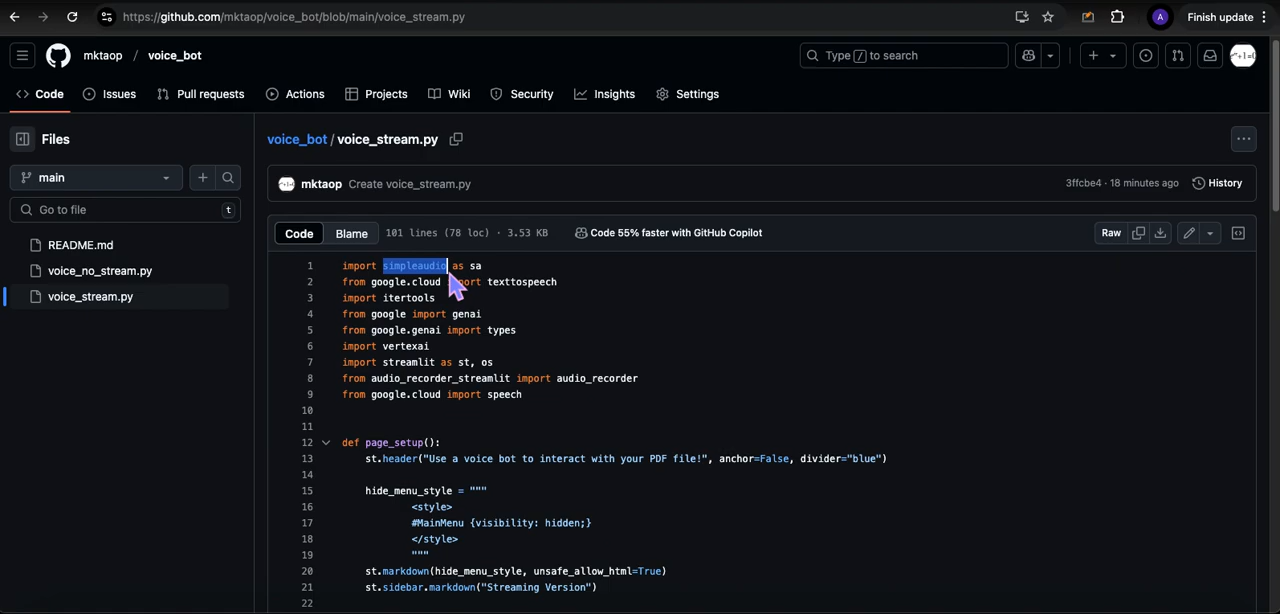 https://github.com/mktaop/voice_bot/blob/main/voice_stream.py
A
Finish update
mktaop / voice_bot
Type / to search
Code
Issues
Pull requests
Actions
Projects
Wiki
Security
Insights
Settings
Files
main
Go to file
t
README.md
voice_no_stream.py
voice_stream.py
voice_bot / voice_stream.py
mktaop Create voice_stream.py
3ffcbe4 · 18 minutes ago
History
Code
Blame
101 lines (78 loc) · 3.53 KB
Code 55% faster with GitHub Copilot
Raw
1 import simpleaudio as sa
2 from google.cloud port texttospeech
3 import itertools
4 from google import genai
5 from google.genai import types
6 import vertexai
7 import streamlit as st, os
8 from audio_recorder_streamlit import audio_recorder
9 from google.cloud import speech
10
11
12 def page_setup():
13 st.header("Use a voice bot to interact with your PDF file!", anchor=False, divider="blue")
14
15 hide_menu_style = """
16 <style>
17 #MainMenu {visibility: hidden;}
18 </style>
19 """
20 st.markdown(hide_menu_style, unsafe_allow_html=True)
21 st.sidebar.markdown("Streaming Version")
22